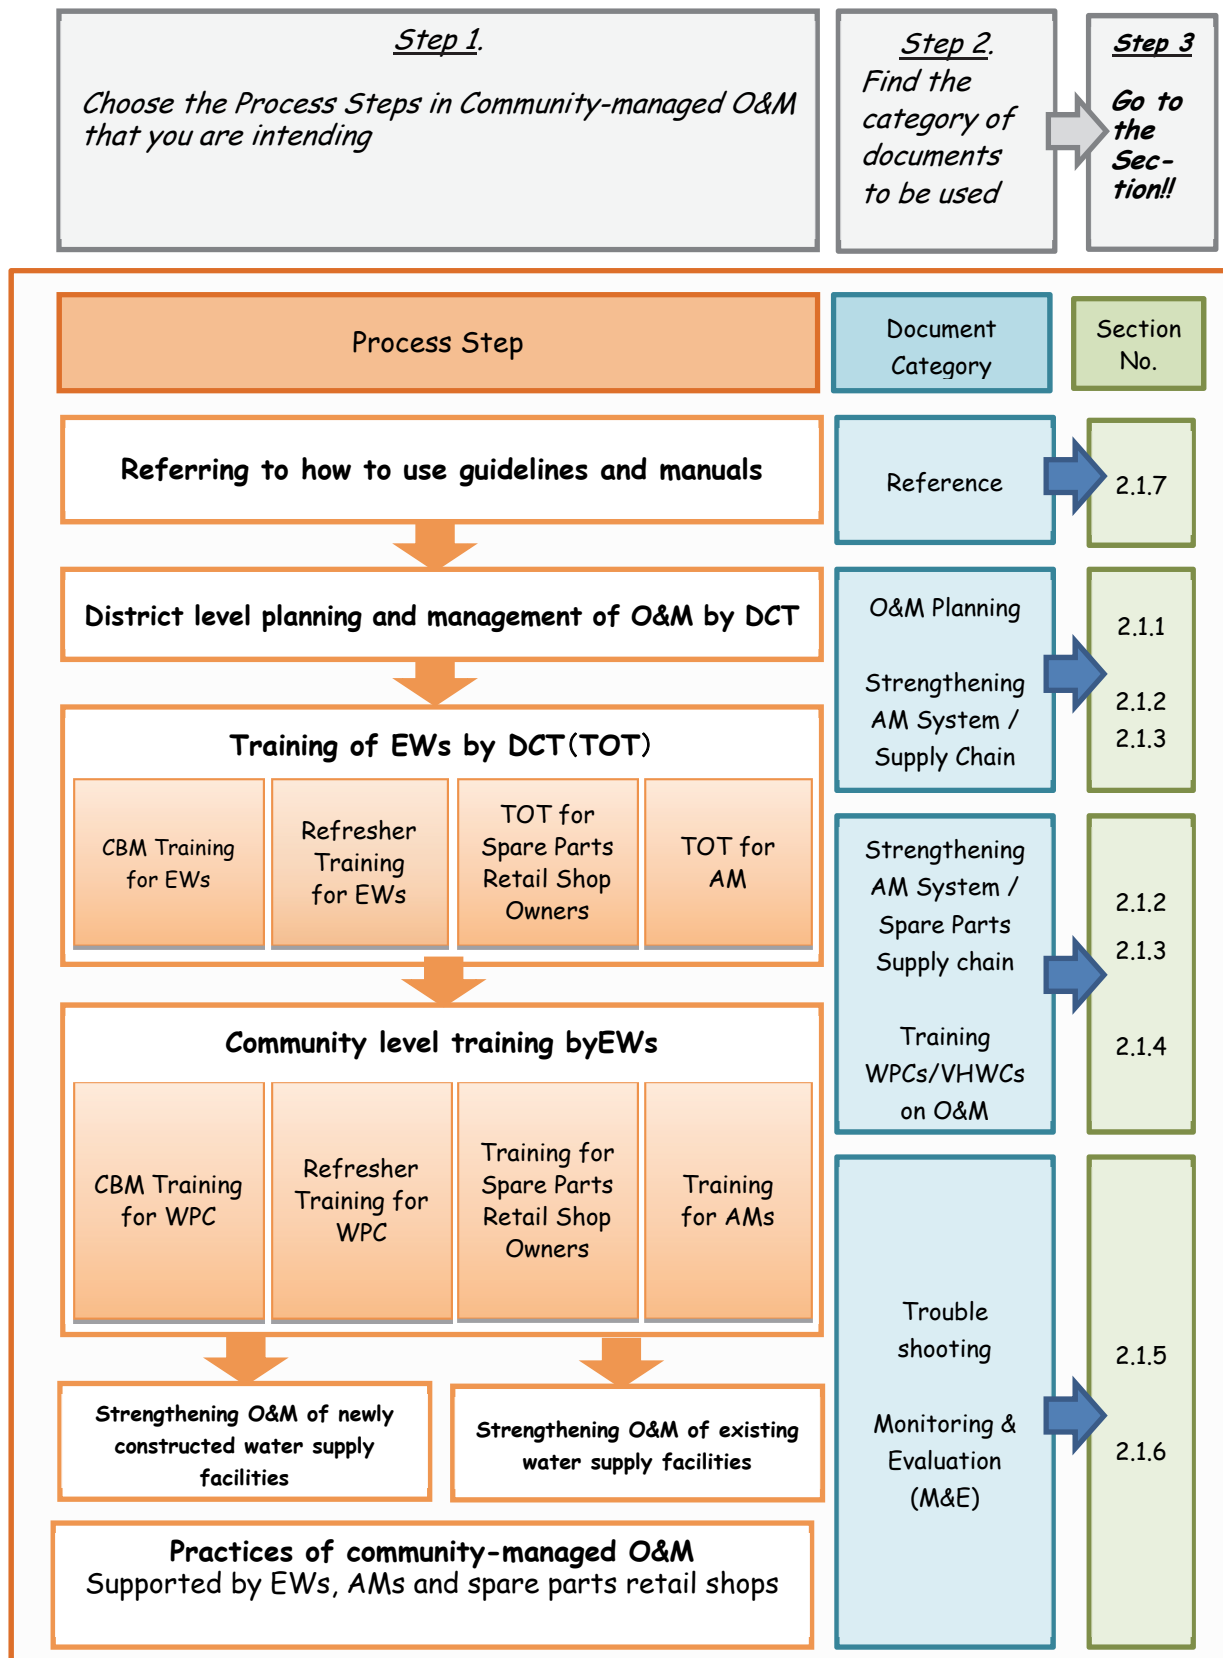 Step 1.
Choose the Process Steps in Community-managed O&M
that you are intending
Step 2.
Find the
category of
documents
to be used
Step 3
Go to
the
Sec-
tion!!
Process Step
Document
Category
Section
No.
Referring to how to use guidelines and manuals
Reference
2.1.7
District level planning and management of O&M by DCT
O&M Planning
Strengthening
AM System /
Supply Chain
2.1.1
2.1.2
2.1.3
Training of EWs by DCT(TOT)
CBM Training
for EWs
Refresher
Training
for EWs
TOT for
Spare Parts
Retail Shop
Owners
TOT for
AM
Strengthening
AM System /
Spare Parts
Supply chain
Training
WPCs/VHWCs
on O&M
2.1.2
2.1.3
2.1.4
Community level training byEWs
CBM Training
for WPC
Refresher
Training for
WPC
Training for
Spare Parts
Retail Shop
Owners
Training
for AMs
Trouble
shooting
Monitoring &
Evaluation
(M&E)
2.1.5
2.1.6
Strengthening O&M of newly
constructed water supply
facilities
Strengthening O&M of existing
water supply facilities
Practices of community-managed O&M
Supported by EWs, AMs and spare parts retail shops